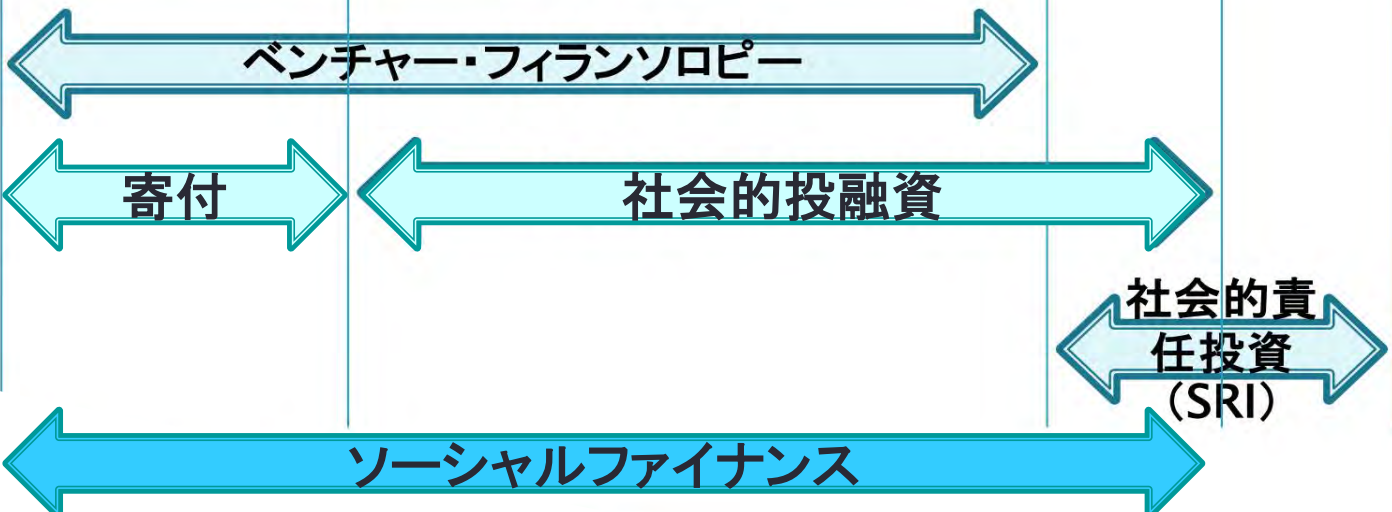 ベンチャー・フィランソロピー
寄付
社会的投融資
社会的責
任投資
（SRI）
ソーシャルファイナンス